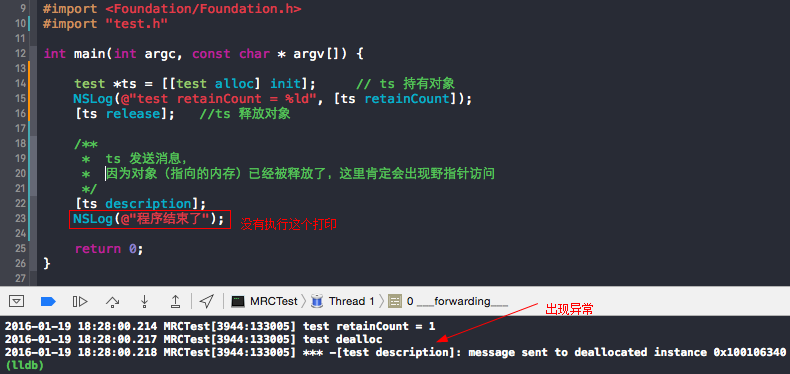 9 #import <Foundation/Foundation.h>
10 #import "test.h"
11
12 int main(int argc, const char * argv[]) {
13
14 test *ts = [[test alloc] init]; // ts 持有对象
15 NSLog(@"test retainCount = %ld", [ts retainCount]);
16 [ts release]; //ts 释放对象
17
18 /**
19 * ts 发送消息,
20 * 因为对象（指向的内存）已经被释放了，这里肯定会出现野指针访问
21 */
22 [ts description];
23 NSLog(@"程序结束了"); 没有执行这个打印
24
25 return 0;
26 }
27
MRCTest Thread 1 0 ___forwarding___
出现异常
2016-01-19 18:28:00.214 MRCTest[3944:133005] test retainCount = 1
2016-01-19 18:28:00.217 MRCTest[3944:133005] test dealloc
2016-01-19 18:28:00.218 MRCTest[3944:133005] *** -[test description]: message sent to deallocated instance 0x100106340
(lldb)